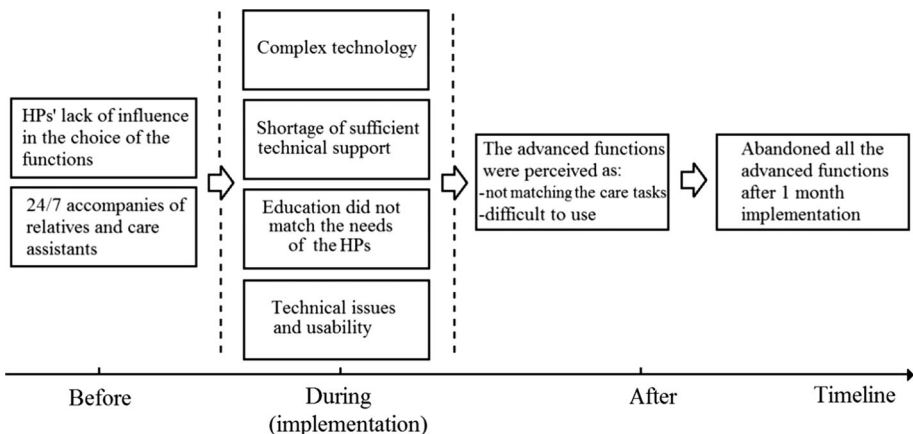 HPs' lack of influence
in the choice of the
functions
24/7 accompanies of
relatives and care
assistants
Complex technology
Shortage of sufficient
technical support
Education did not
match the needs
of the HPs
Technical issues
and usability
The advanced functions
were perceived as:
-not matching the care tasks
-difficult to use
Abandoned all the
advanced functions
after 1 month
implementation
Before
During
(implementation)
After
Timeline